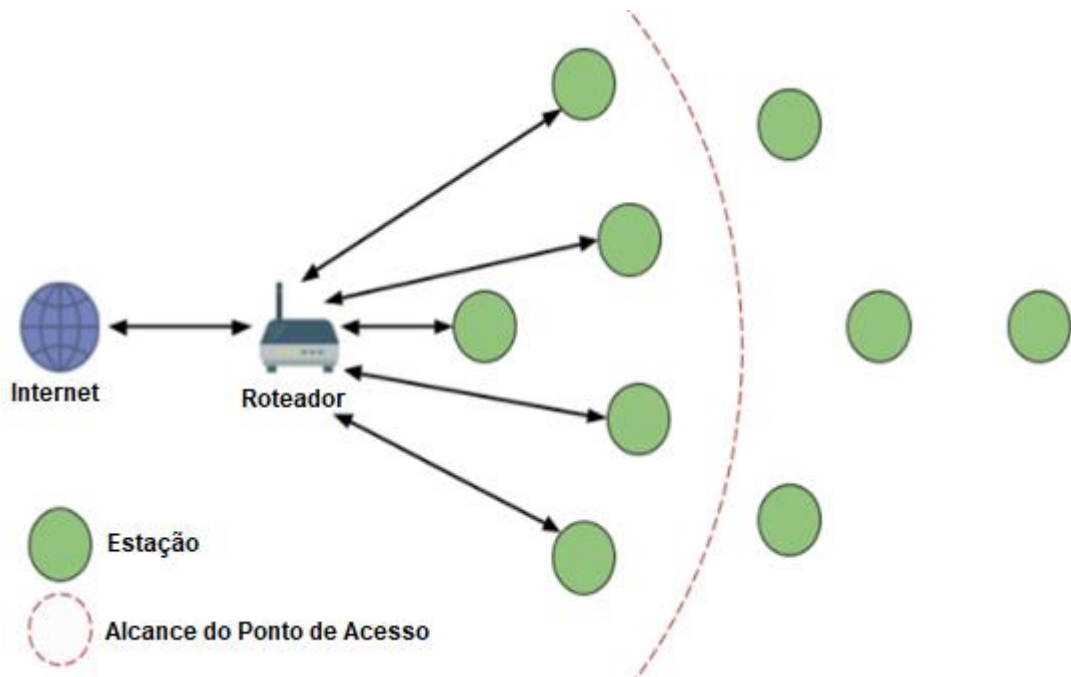 Internet
Roteador
Estação
Alcance do Ponto de Acesso